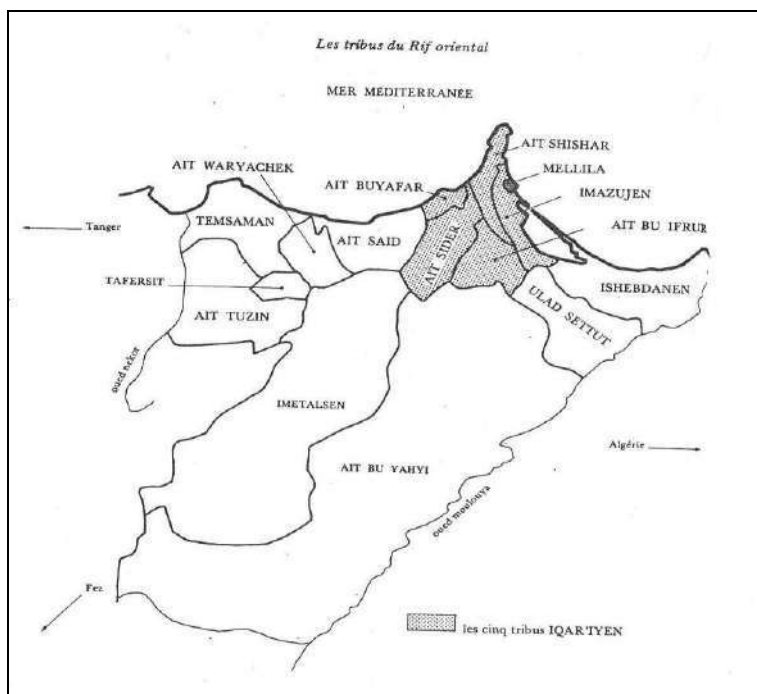 Les tribus du Rif oriental
MER MÉDITERRANÉE
AIT SHISHAR
AIT WARYACHEK
MELLILA
AIT BUYAFAR
IMAZUJEN
TEMSAMAN
AIT SAID
AIT BU IFRUR
Tanger
AIT SIDER
TAFERSIT
ISHEBDANEN
ULAD SETTUT
AIT TUZIN
oued nekor
IMETALSEN
Algérie
AIT BU YAHYI
oued moulouya
Fez
les cinq tribus IQAR'IYEN